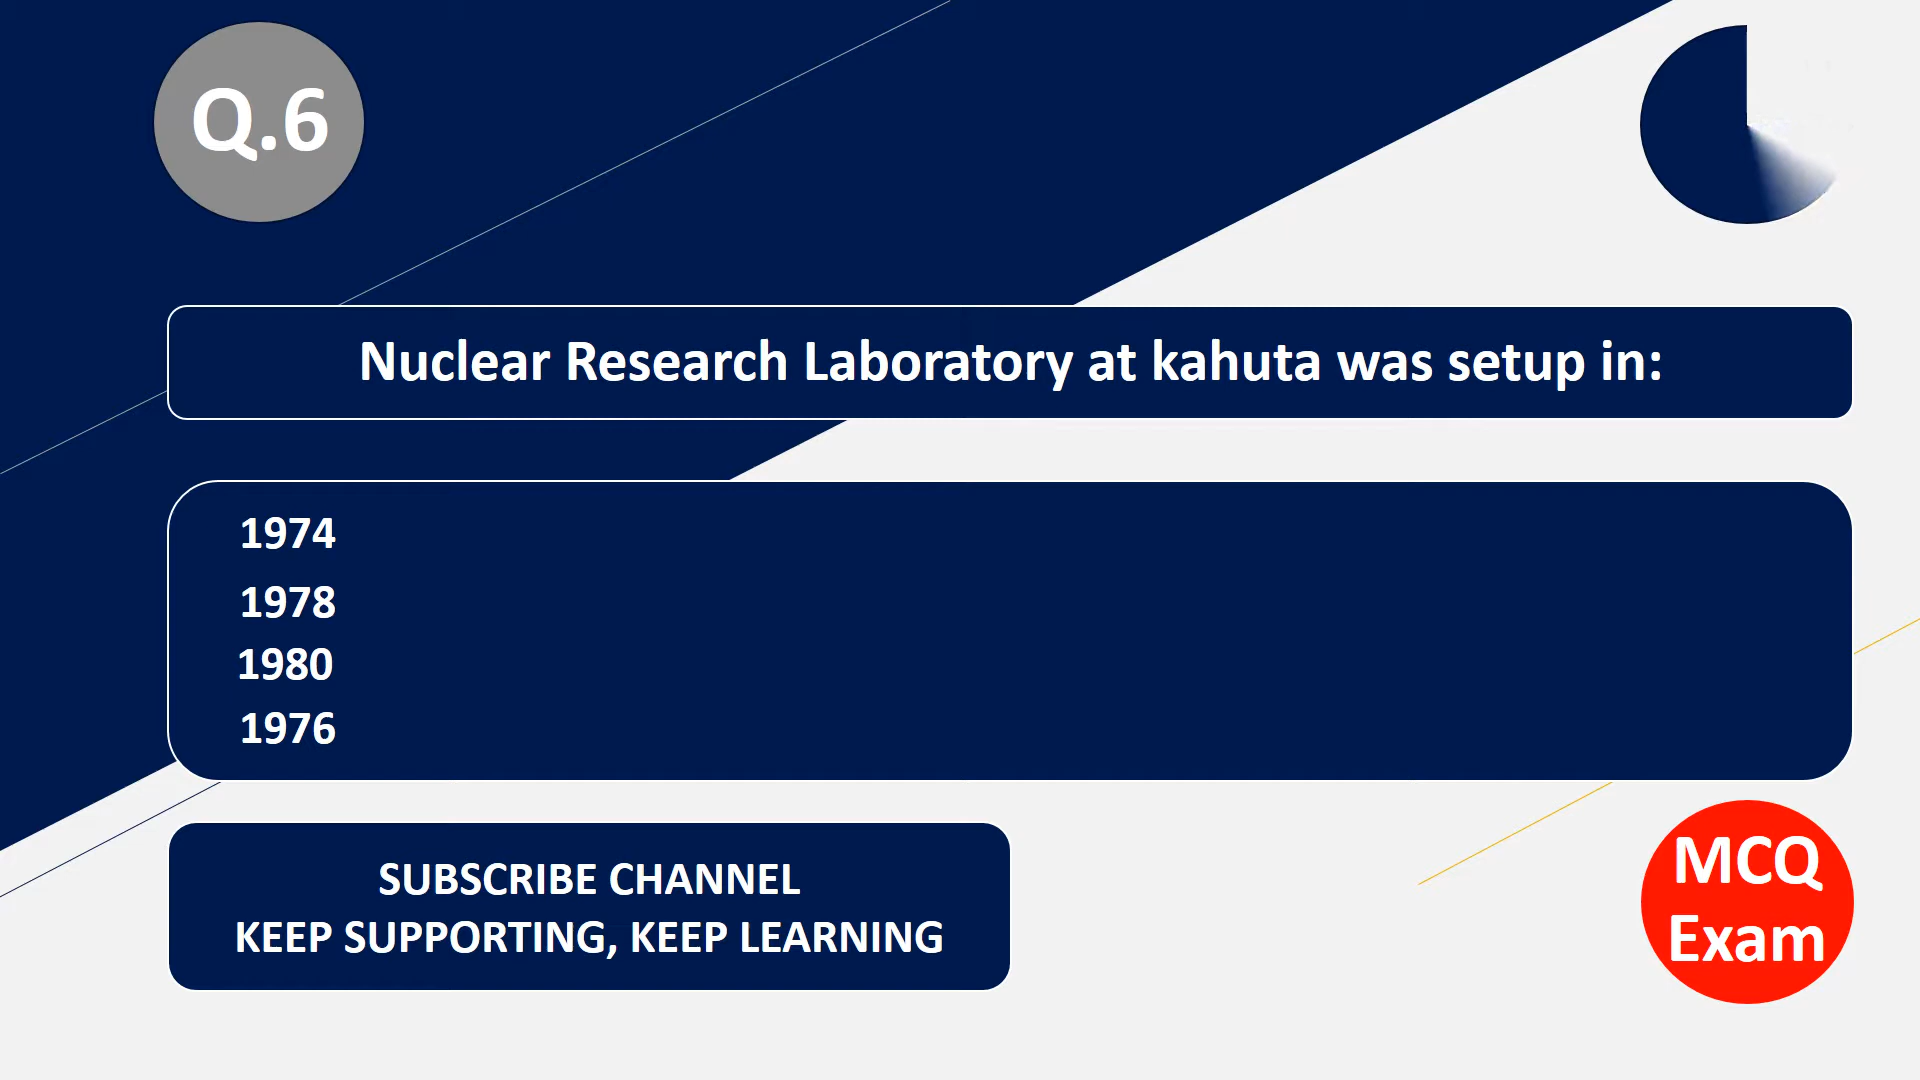 Q.6
Nuclear Research Laboratory at kahuta was setup in:
1974
1978
1980
1976
SUBSCRIBE CHANNEL
KEEP SUPPORTING, KEEP LEARNING
MCQ
Exam